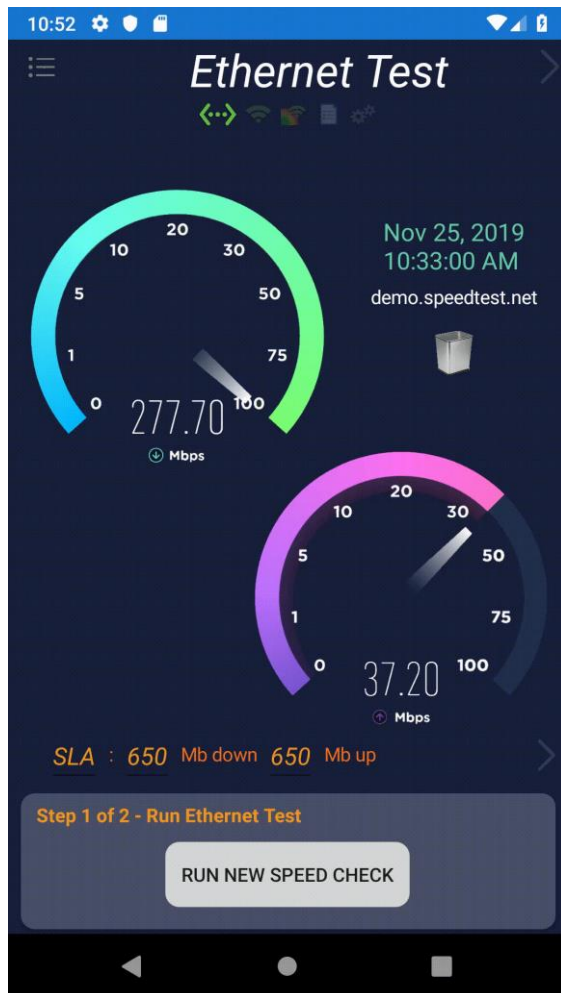 10:52
Ethernet Test
20
10 30
5 50
1 75
0 100
277.70
Mbps
Nov 25, 2019
10:33:00 AM
demo.speedtest.net
20
10 30
5 50
1 75
0 100
37.20
Mbps
SLA : 650 Mb down 650 Mb up
Step 1 of 2 - Run Ethernet Test
RUN NEW SPEED CHECK